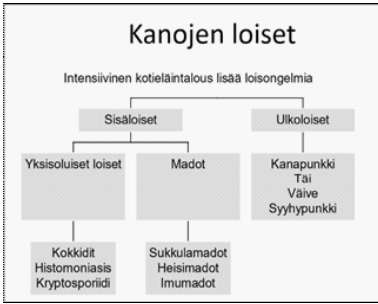 Kanojen loiset
Intensiivinen kotieläintalous lisää loisongelmia
Sisäloiset
Ulkoloiset
Yksisoluiset loiset
Madot
Kanapunkki
Täi
Väive
Syyhypunkki
Kokkidit
Histomoniasis
Kryptosporiidi
Sukkulamadot
Heisimadot
Imumadot